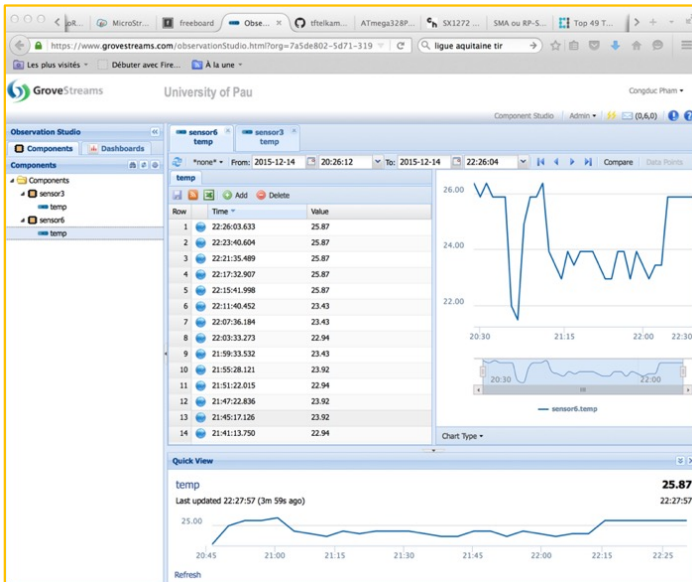 MicroStr...
freeboard
Obse...
tftelkam...
ATmega328P...
SX1272 ...
SMA ou RP-S...
Top 49 T...
https://www.grovestreams.com/observationStudio.html?org=7a5de802-5d71-319
ligue aquitaine tir
Les plus visités
Débuter avec Fire...
À la une
GroveStreams
University of Pau
Congduc Pham
Component Studio Admin (0,6,0)
Observation Studio
Components Dashboards
Components
Components
sensor3
temp
sensor6
temp
sensor6 temp
sensor3 temp
*none* From: 2015-12-14 20:26:12 To: 2015-12-14 22:26:04 Compare Data Points
temp
Add Delete
Row Time Value
1 22:26:03.633 25.87
2 22:23:40.604 25.87
3 22:21:35.489 25.87
4 22:17:32.907 25.87
5 22:15:41.998 25.87
6 22:11:40.452 23.43
7 22:07:36.184 23.43
8 22:03:33.273 22.94
9 21:59:33.532 23.43
10 21:55:28.121 23.92
11 21:51:22.015 22.94
12 21:47:22.836 23.92
13 21:45:17.126 23.92
14 21:41:13.750 22.94
26.00
24.00
22.00
20:30 21:15 22:00 22:30
20:30 22:00
sensor6.temp
Chart Type
Quick View
temp 25.87
Last updated 22:27:57 (3m 59s ago) 22:27:57
25.00
20:45 21:00 21:15 21:30 21:45 22:00 22:15 22:25
Refresh